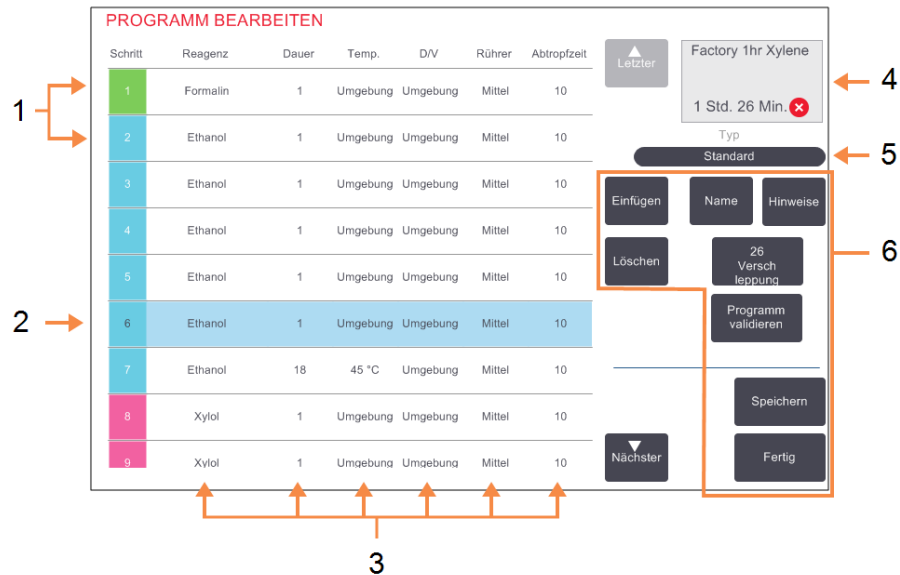 PROGRAMM BEARBEITEN
Schritt Reagenz Dauer Temp. D/V Rührer Abtropfzeit
1 Formalin 1 Umgebung Umgebung Mittel 10
2 Ethanol 1 Umgebung Umgebung Mittel 10
3 Ethanol 1 Umgebung Umgebung Mittel 10
4 Ethanol 1 Umgebung Umgebung Mittel 10
5 Ethanol 1 Umgebung Umgebung Mittel 10
6 Ethanol 1 Umgebung Umgebung Mittel 10
7 Ethanol 18 45 °C Umgebung Mittel 10
8 Xylol 1 Umgebung Umgebung Mittel 10
9 Xylol 1 Umgebung Umgebung Mittel 10
Letzter
Factory 1hr Xylene
1 Std. 26 Min.
Typ
Standard
Einfügen
Name
Hinweise
Löschen
26
Versch
leppung
Programm
validieren
Speichern
Nächster
Fertig
1
2
3
4
5
6